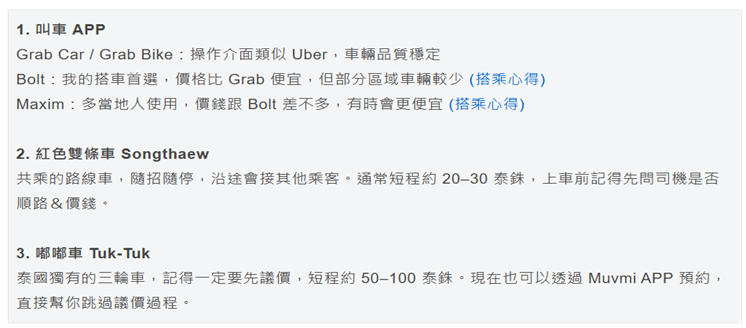 1. 叫車 APP
Grab Car / Grab Bike：操作介面類似 Uber，車輛品質穩定
Bolt：我的搭車首選，價格比 Grab 便宜，但部分區域車輛較少 (搭乘心得)
Maxim：多當地人使用，價錢跟 Bolt 差不多，有時會更便宜 (搭乘心得)
2. 紅色雙條車 Songthaew
共乘的路線車，隨招隨停，沿途會接其他乘客。通常短程約 20–30 泰銖，上車前記得先問司機是否
順路＆價錢。
3. 嘟嘟車 Tuk-Tuk
泰國獨有的三輪車，記得一定要先議價，短程約 50–100 泰銖。現在也可以透過 Muvmi APP 預約，
直接幫你跳過議價過程。